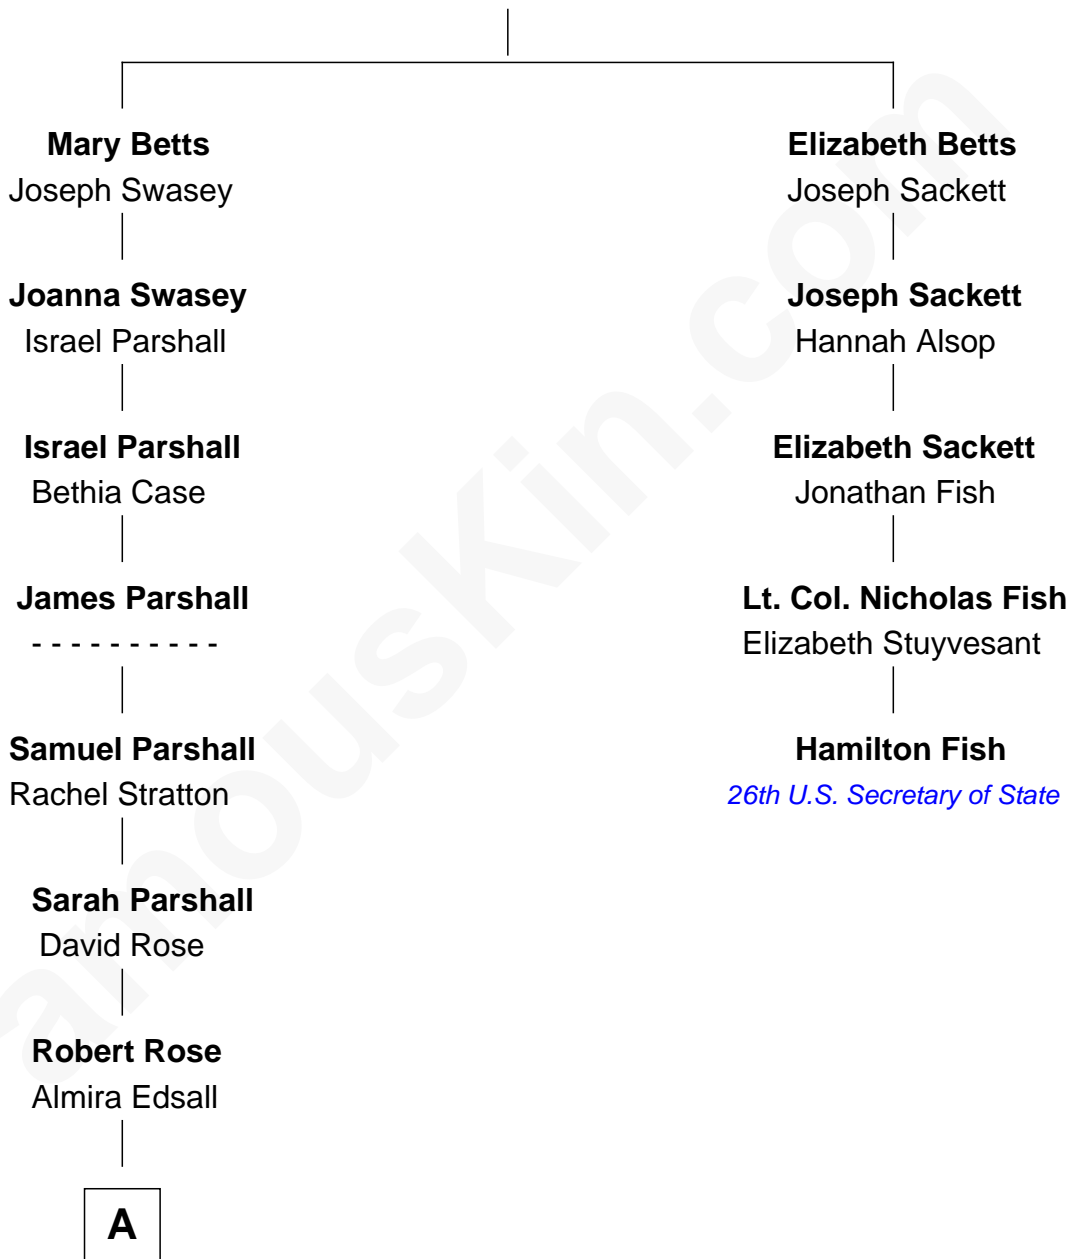 Mary Betts
Joseph Swasey
Joanna Swasey
Israel Parshall
Israel Parshall
Bethia Case
James Parshall
- - - - - - - - - -
Samuel Parshall
Rachel Stratton
Sarah Parshall
David Rose
Robert Rose
Almira Edsall
A
Elizabeth Betts
Joseph Sackett
Joseph Sackett
Hannah Alsop
Elizabeth Sackett
Jonathan Fish
Lt. Col. Nicholas Fish
Elizabeth Stuyvesant
Hamilton Fish
26th U.S. Secretary of State
amouskin.com